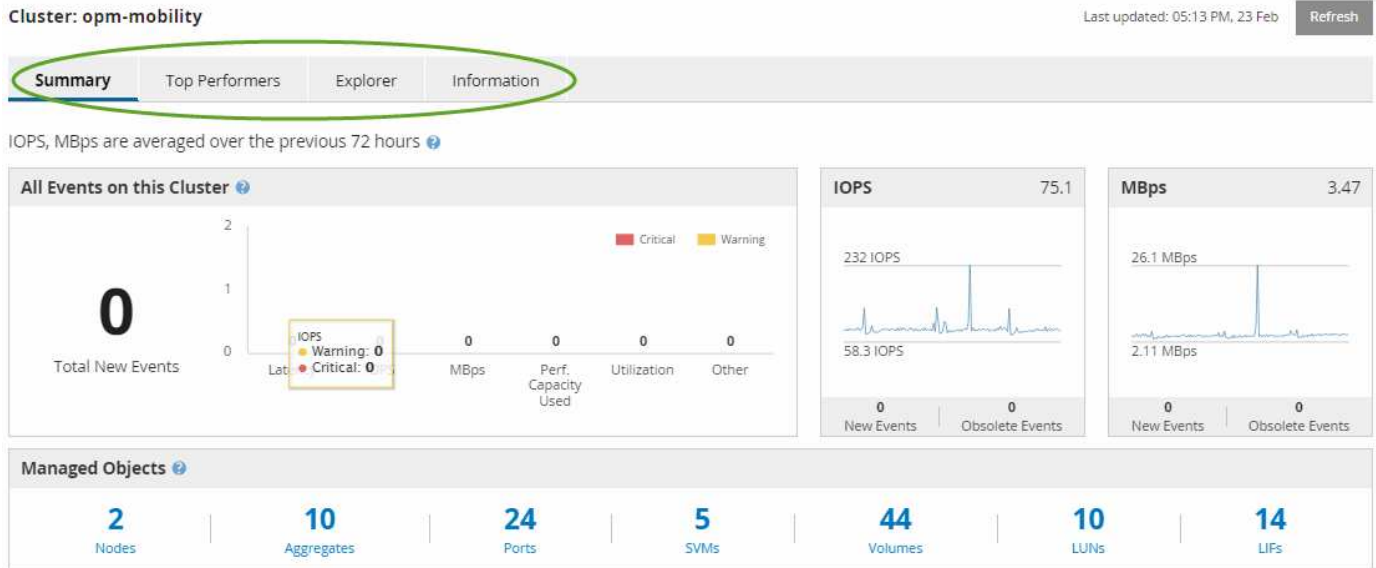 Cluster: opm-mobility
Last updated: 05:13 PM, 23 Feb
Refresh
Summary
Top Performers
Explorer
Information
IOPS, MBps are averaged over the previous 72 hours
All Events on this Cluster
0
Total New Events
2
1
0
Critical
Warning
IOPS
Warning: 0
Critical: 0
0
0
0
0
MBps
Perf.
Capacity
Used
Utilization
Other
IOPS 75.1
232 IOPS
58.3 IOPS
0
New Events
0
Obsolete Events
MBps 3.47
26.1 MBps
2.11 MBps
0
New Events
0
Obsolete Events
Managed Objects
2
Nodes
10
Aggregates
24
Ports
5
SVMs
44
Volumes
10
LUNs
14
LIFs